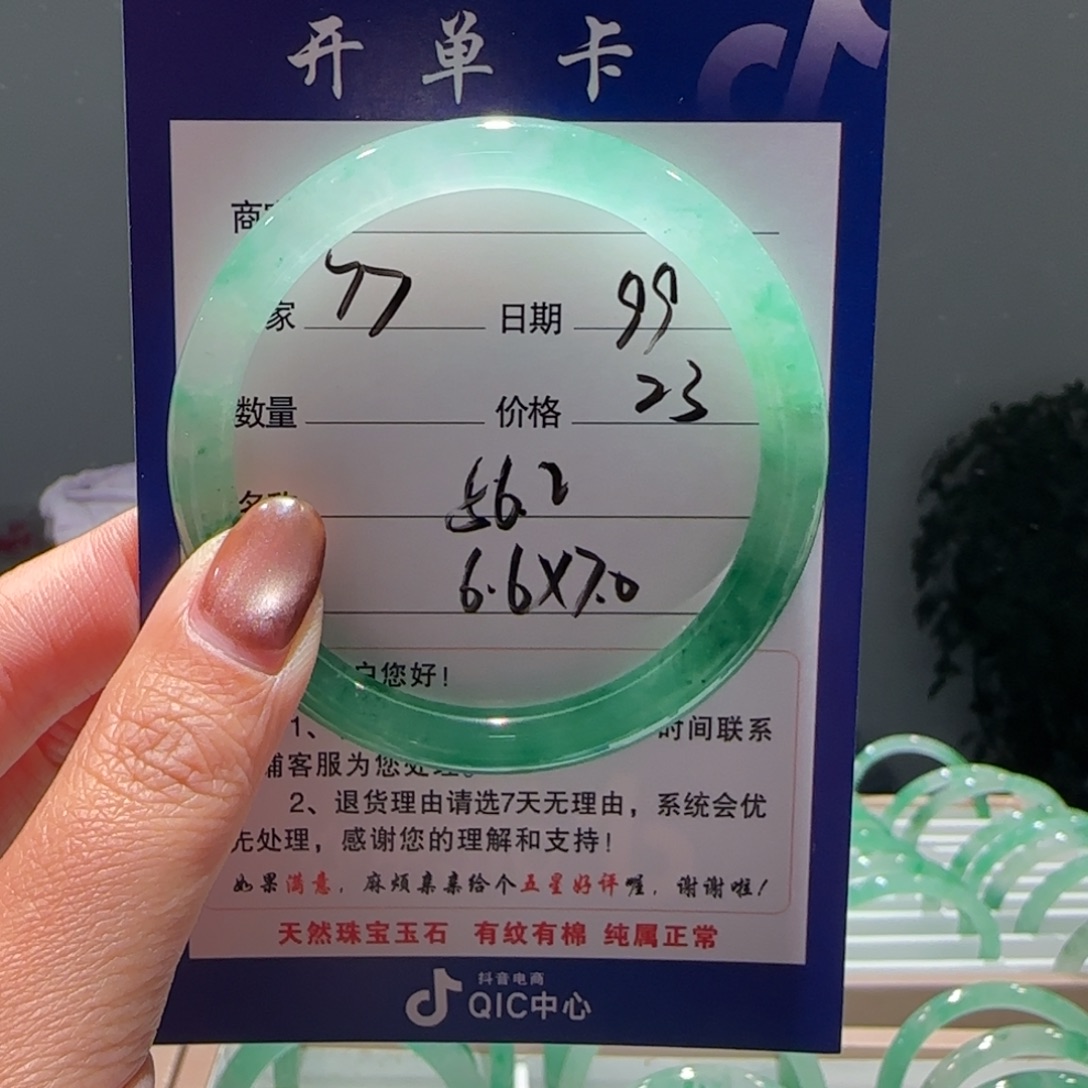 开单卡
商
家 77 日期 99
数量 价格 23
56.2
6.6X7.0
您好!
1、 时间联系
铺客服为您处理。
2、退货理由请选7天无理由，系统会优
先处理，感谢您的理解和支持!
如果满意，麻烦亲亲给个五星好评喔，谢谢啦!
天然珠宝玉石 有纹有棉 纯属正常
抖音电商
QIC中心